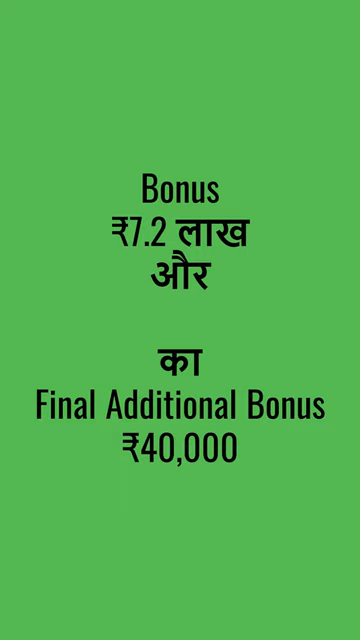 Bonus
₹7.2 लाख
और
का
Final Additional Bonus
₹40,000